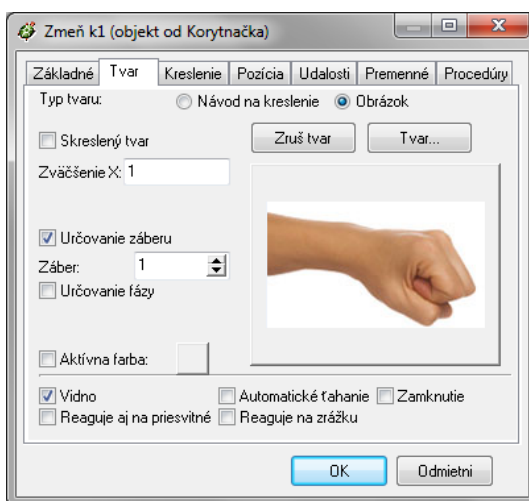 Zmeň k1 (objekt od Korytnačka)
Základné Tvar Kreslenie Pozícia Udalosti Premenné Procedúry
Typ tvaru: Návod na kreslenie Obrázok
Skreslený tvar Zruš tvar Tvar...
Zväčšenie X: 1
Určovanie záberu
Záber: 1
Určovanie fázy
Aktívna farba:
Vidno Automatické ťahanie Zamknutie
Reaguje aj na priesvitné Reaguje na zrážku
OK Odmietni